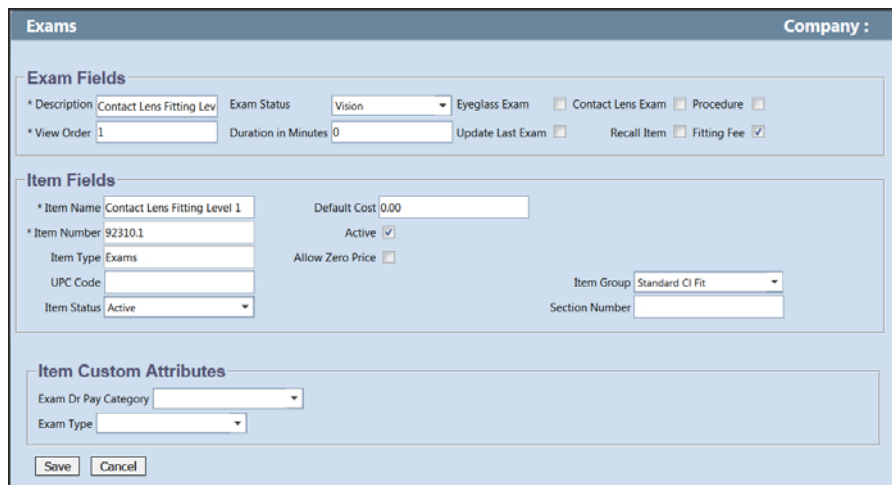 Exams Company :
Exam Fields
* Description Contact Lens Fitting Lev Exam Status Vision Eyeglass Exam Contact Lens Exam Procedure
* View Order 1 Duration in Minutes 0 Update Last Exam Recall Item Fitting Fee
Item Fields
* Item Name Contact Lens Fitting Level 1 Default Cost 0.00
* Item Number 92310.1 Active
Item Type Exams Allow Zero Price
UPC Code Item Group Standard Cl Fit
Item Status Active Section Number
Item Custom Attributes
Exam Dr Pay Category
Exam Type
Save Cancel